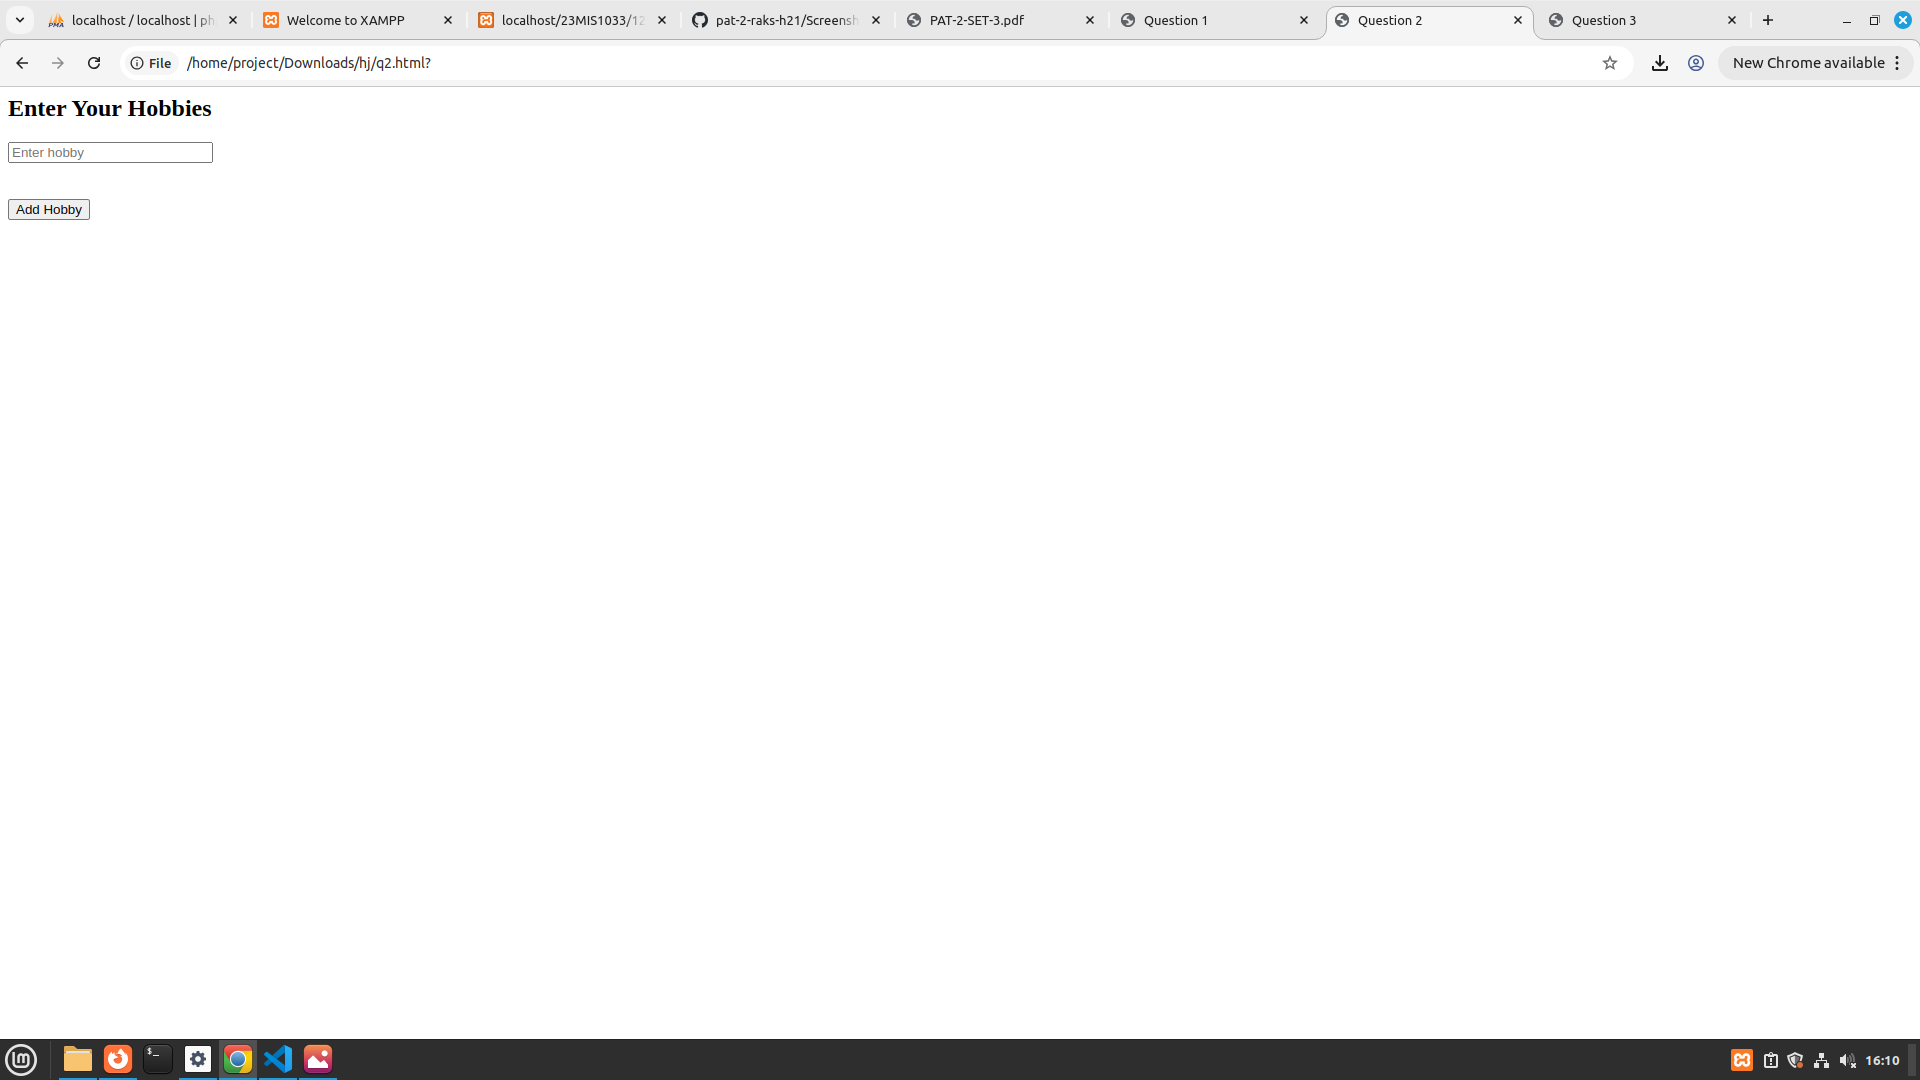 localhost / localhost | ph
Welcome to XAMPP
localhost/23MIS1033/12
pat-2-raks-h21/Screensh
PAT-2-SET-3.pdf
Question 1
Question 2
Question 3
File
/home/project/Downloads/hj/q2.html?
New Chrome available
Enter Your Hobbies
Enter hobby
Add Hobby
16:10